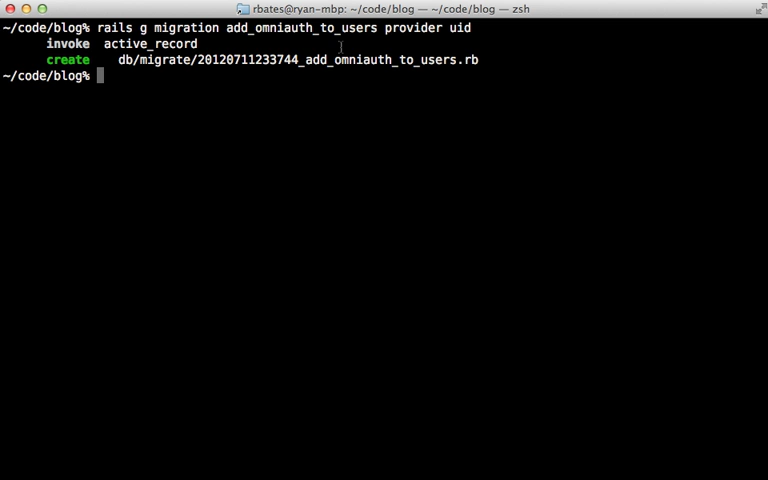 rbates@ryan-mbp: ~/code/blog — ~/code/blog — zsh
~/code/blog% rails g migration add_omniauth_to_users provider uid
invoke active_record
create db/migrate/20120711233744_add_omniauth_to_users.rb
~/code/blog%